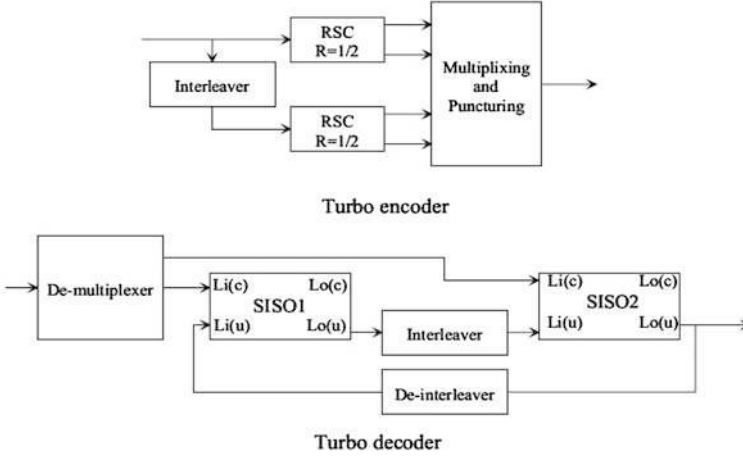 RSC
R=1/2
Interleaver
Multiplixing
and
Puncturing
RSC
R=1/2
Turbo encoder
De-multiplexer
Li(c) Lo(c)
SISO1
Li(u) Lo(u)
Interleaver
Li(c) Lo(c)
SISO2
Li(u) Lo(u)
De-interleaver
Turbo decoder